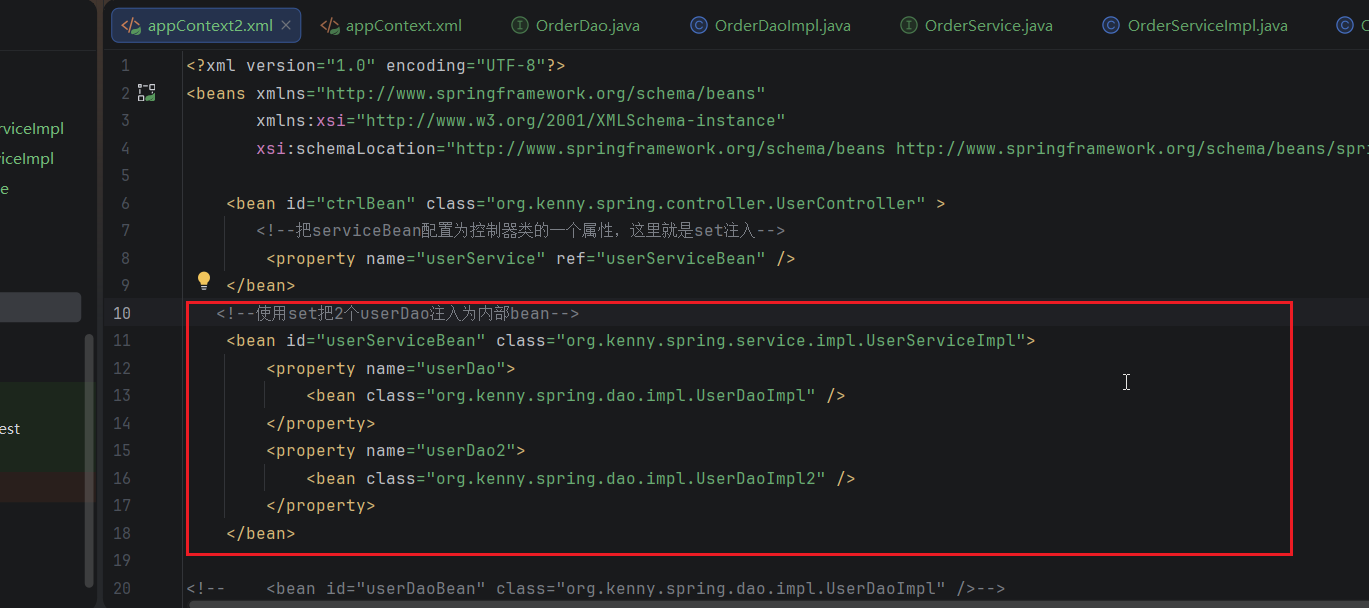 appContext2.xml
appContext.xml
OrderDao.java
OrderDaoImpl.java
OrderService.java
OrderServiceImpl.java
rviceImpl
iceImpl
e
est
1 <?xml version="1.0" encoding="UTF-8"?>
2 <beans xmlns="http://www.springframework.org/schema/beans"
3 xmlns:xsi="http://www.w3.org/2001/XMLSchema-instance"
4 xsi:schemaLocation="http://www.springframework.org/schema/beans http://www.springframework.org/schema/beans/spri
5
6 <bean id="ctrlBean" class="org.kenny.spring.controller.UserController" >
7 <!--把serviceBean配置为控制器类的一个属性，这里就是set注入-->
8 <property name="userService" ref="userServiceBean" />
9 </bean>
10 <!--使用set把2个userDao注入为内部bean-->
11 <bean id="userServiceBean" class="org.kenny.spring.service.impl.UserServiceImpl">
12 <property name="userDao">
13 <bean class="org.kenny.spring.dao.impl.UserDaoImpl" />
14 </property>
15 <property name="userDao2">
16 <bean class="org.kenny.spring.dao.impl.UserDaoImpl2" />
17 </property>
18 </bean>
19
20 <!-- <bean id="userDaoBean" class="org.kenny.spring.dao.impl.UserDaoImpl" />-->